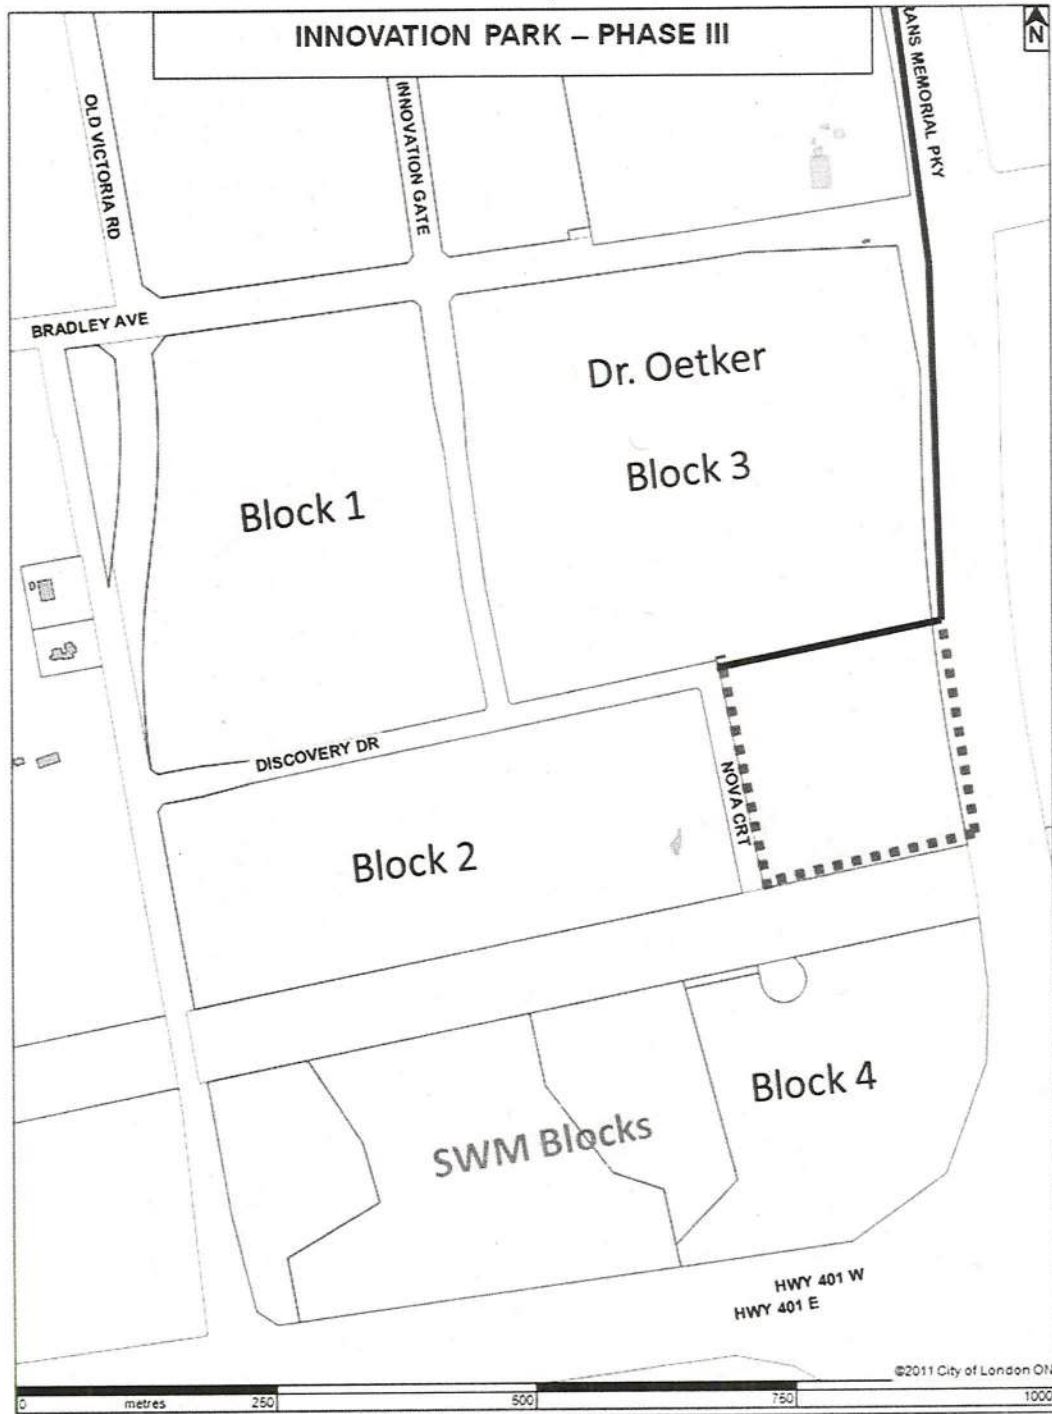 INNOVATION PARK – PHASE III
N
RANS MEMORIAL PKY
OLD VICTORIA RD
INNOVATION GATE
BRADLEY AVE
Dr. Oetker
Block 3
Block 1
DISCOVERY DR
NOVA CRT
Block 2
Block 4
SWM Blocks
HWY 401 W
HWY 401 E
©2011 City of London ON
0 metres 250 500 750 1000